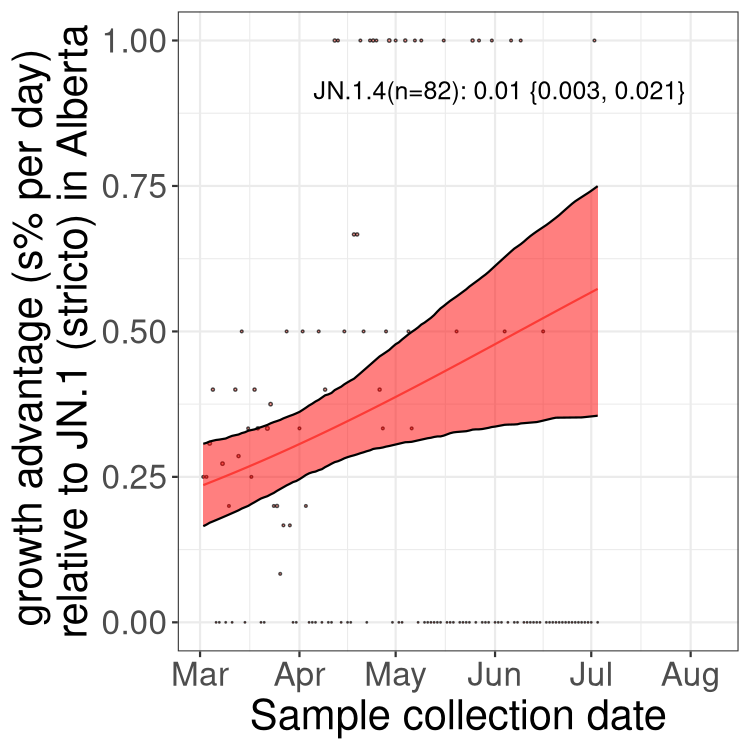 growth advantage (s% per day)
relative to JN.1 (stricto) in Alberta
1.00
0.75
0.50
0.25
0.00
JN.1.4(n=82): 0.01 {0.003, 0.021}
Mar Apr May Jun Jul Aug
Sample collection date